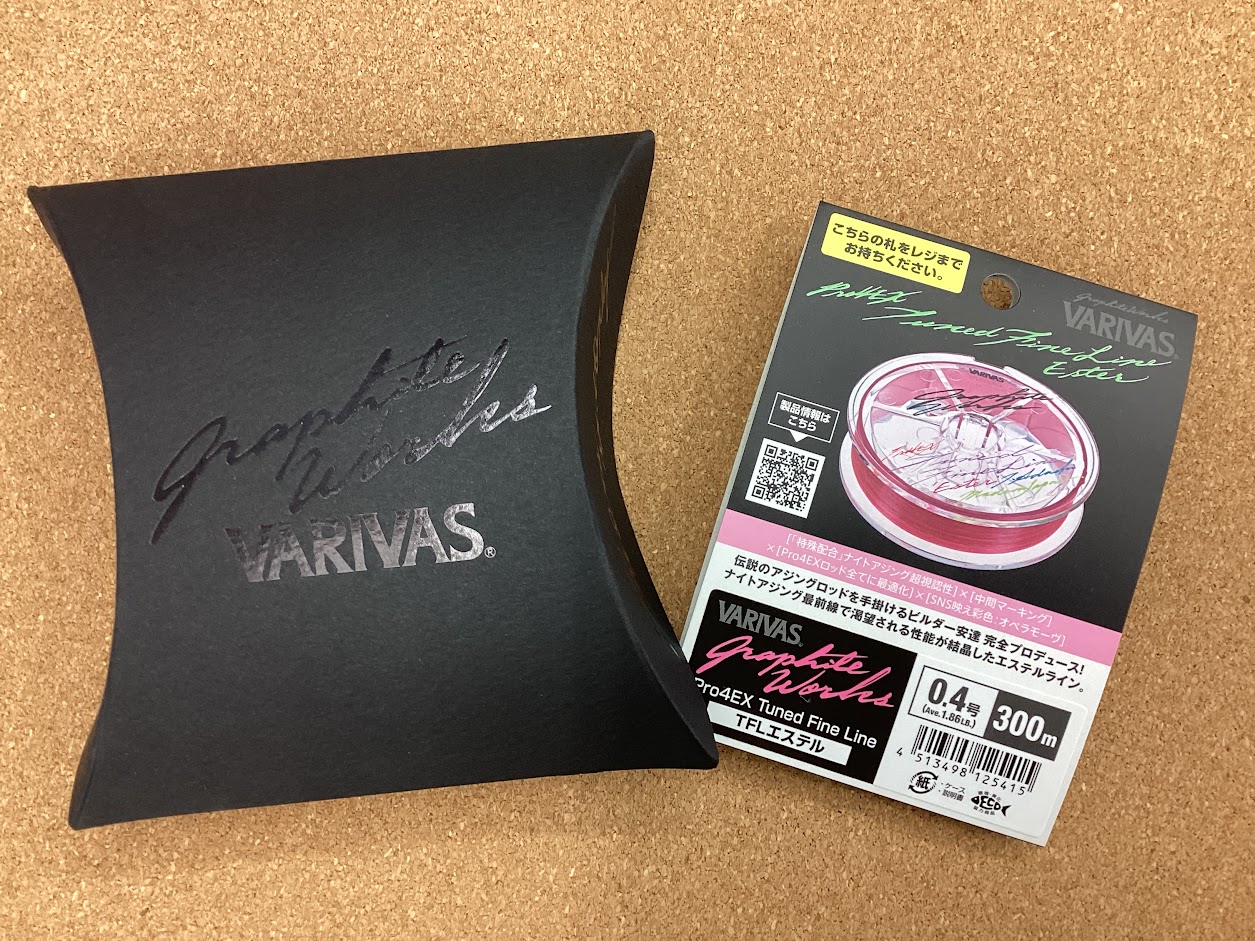 Graphite
Works
VARIVAS®
こちらの札をレジまで
お持ちください。
Graphite Works
VARIVAS®
Pro4EX
Tuned Fine Line
Ester
製品情報は
こちら
VARIVAS
Graphite
Works
[「特殊配合」ナイトアジング超視認性]×[中間マーキング]
×[Pro4EXロッド全てに最適化]×[SNS映え彩色:オペラモーヴ]
伝説のアジングロッドを手掛けるビルダー安達 完全プロデュース!
ナイトアジング最前線で渇望される性能が結晶したエステルライン。
VARIVAS®
Graphite
Works
Pro4EX Tuned Fine Line
TFLエステル
0.4号
(Ave.1.86LB.)
300m
4 513498 125415
紙
・ケース
・説明書